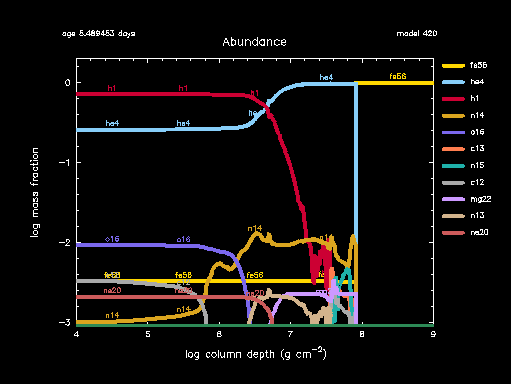 age 5.489453 days
model 420
Abundance
0
-1
-2
-3
4
5
6
7
8
9
log mass fraction
log column depth (g cm⁻²)
h1
h1
h1
he4
he4
he
he4
fe56
n14
n14
o16
o16
fe56
fe56
fe56
ne20
ne20
n14
n14
fe56
he4
h1
n14
o16
c13
n15
c12
mg22
n13
ne20